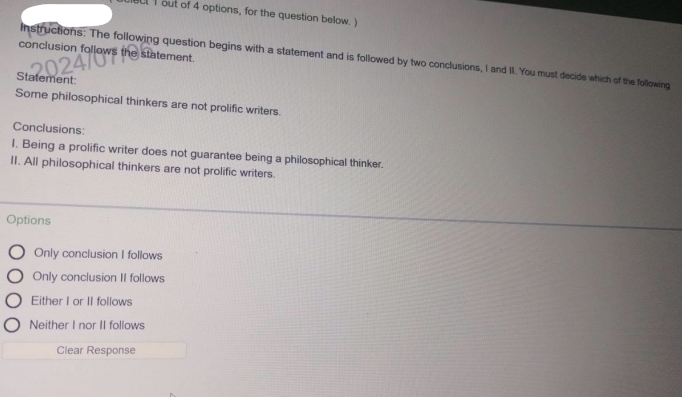 1 out of 4 options, for the question below. )
Instructions: The following question begins with a statement and is followed by two conclusions, I and II. You must decide which of the following
conclusion follows the statement.
Statement:
Some philosophical thinkers are not prolific writers.
Conclusions:
I. Being a prolific writer does not guarantee being a philosophical thinker.
II. All philosophical thinkers are not prolific writers.
Options
Only conclusion I follows
Only conclusion II follows
Either I or II follows
Neither I nor II follows
Clear Response